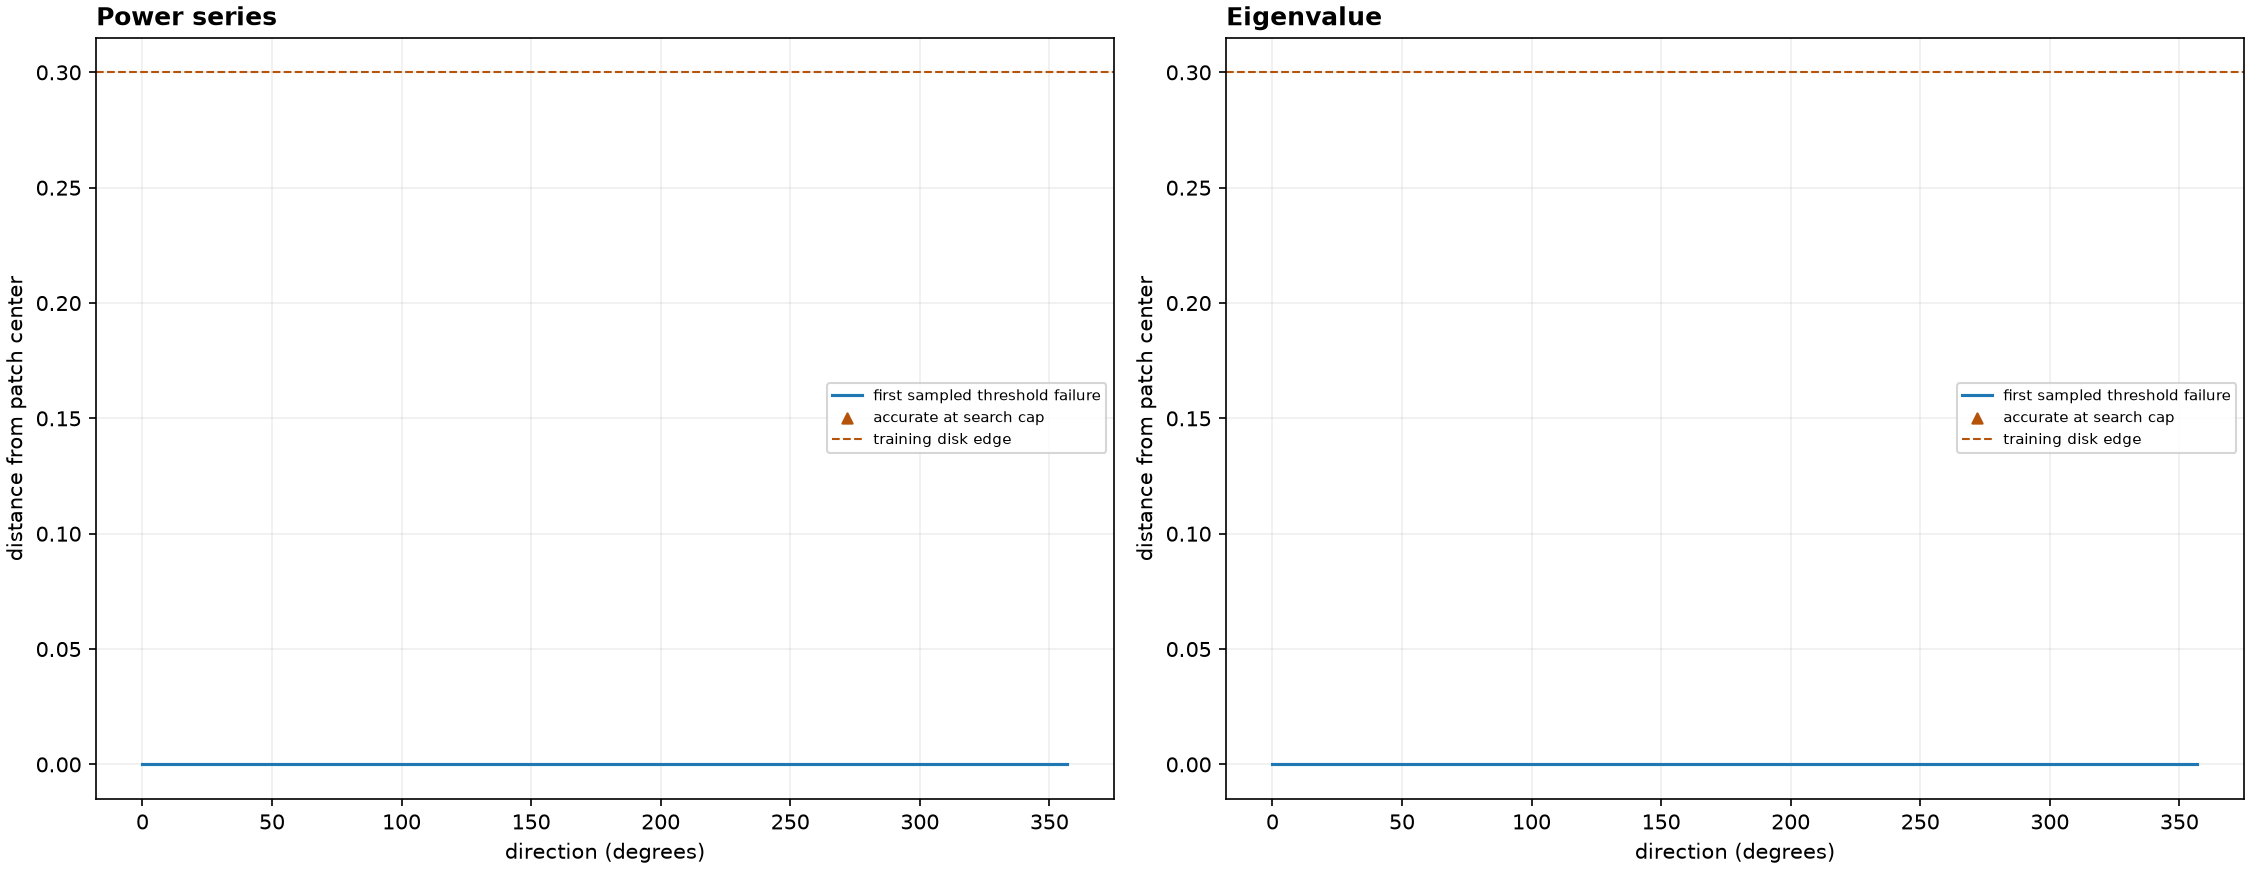 Power series
0.30
0.25
0.20
0.15
0.10
0.05
0.00
distance from patch center
first sampled threshold failure
accurate at search cap
training disk edge
0 50 100 150 200 250 300 350
direction (degrees)
Eigenvalue
0.30
0.25
0.20
0.15
0.10
0.05
0.00
distance from patch center
first sampled threshold failure
accurate at search cap
training disk edge
0 50 100 150 200 250 300 350
direction (degrees)